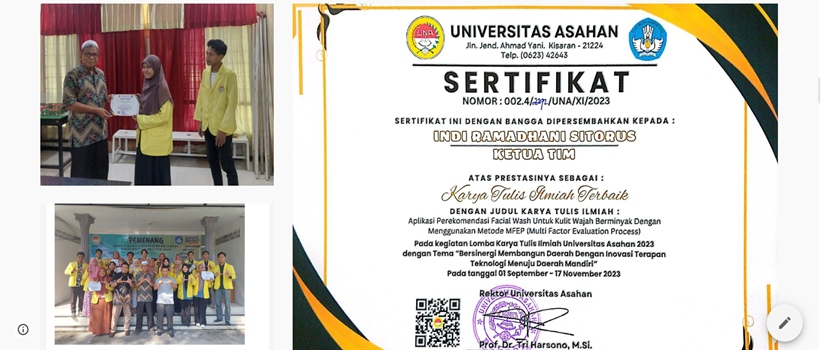 PEMENANG
UNIVERSITAS ASAHAN
Jln. Jend. Ahmad Yani. Kisaran - 21224
Telp. (0623) 42643
UNA
SERTIFIKAT
NOMOR : 002.4/ /UNA/XI/2023
SERTIFIKAT INI DENGAN BANGGA DIPERSEMBAHKAN KEPADA :
INDI RAMADHANI SITORUS
KETUA TIM
ATAS PRESTASINYA SEBAGAI :
Karya Tulis Ilmiah Terbaik
DENGAN JUDUL KARYA TULIS ILMIAH :
Aplikasi Perekomendasi Facial Wash Untuk Kulit Wajah Berminyak Dengan
Menggunakan Metode MFEP (Multi Factor Evaluation Process)
Pada kegiatan Lomba Karya Tulis Ilmiah Universitas Asahan 2023
dengan Tema "Bersinergi Membangun Daerah Dengan Inovasi Terapan
Teknologi Menuju Daerah Mandiri"
Pada tanggal 01 September - 17 November 2023
Rektor Universitas Asahan
Prof. Dr. Tri Harsono, M.Si.